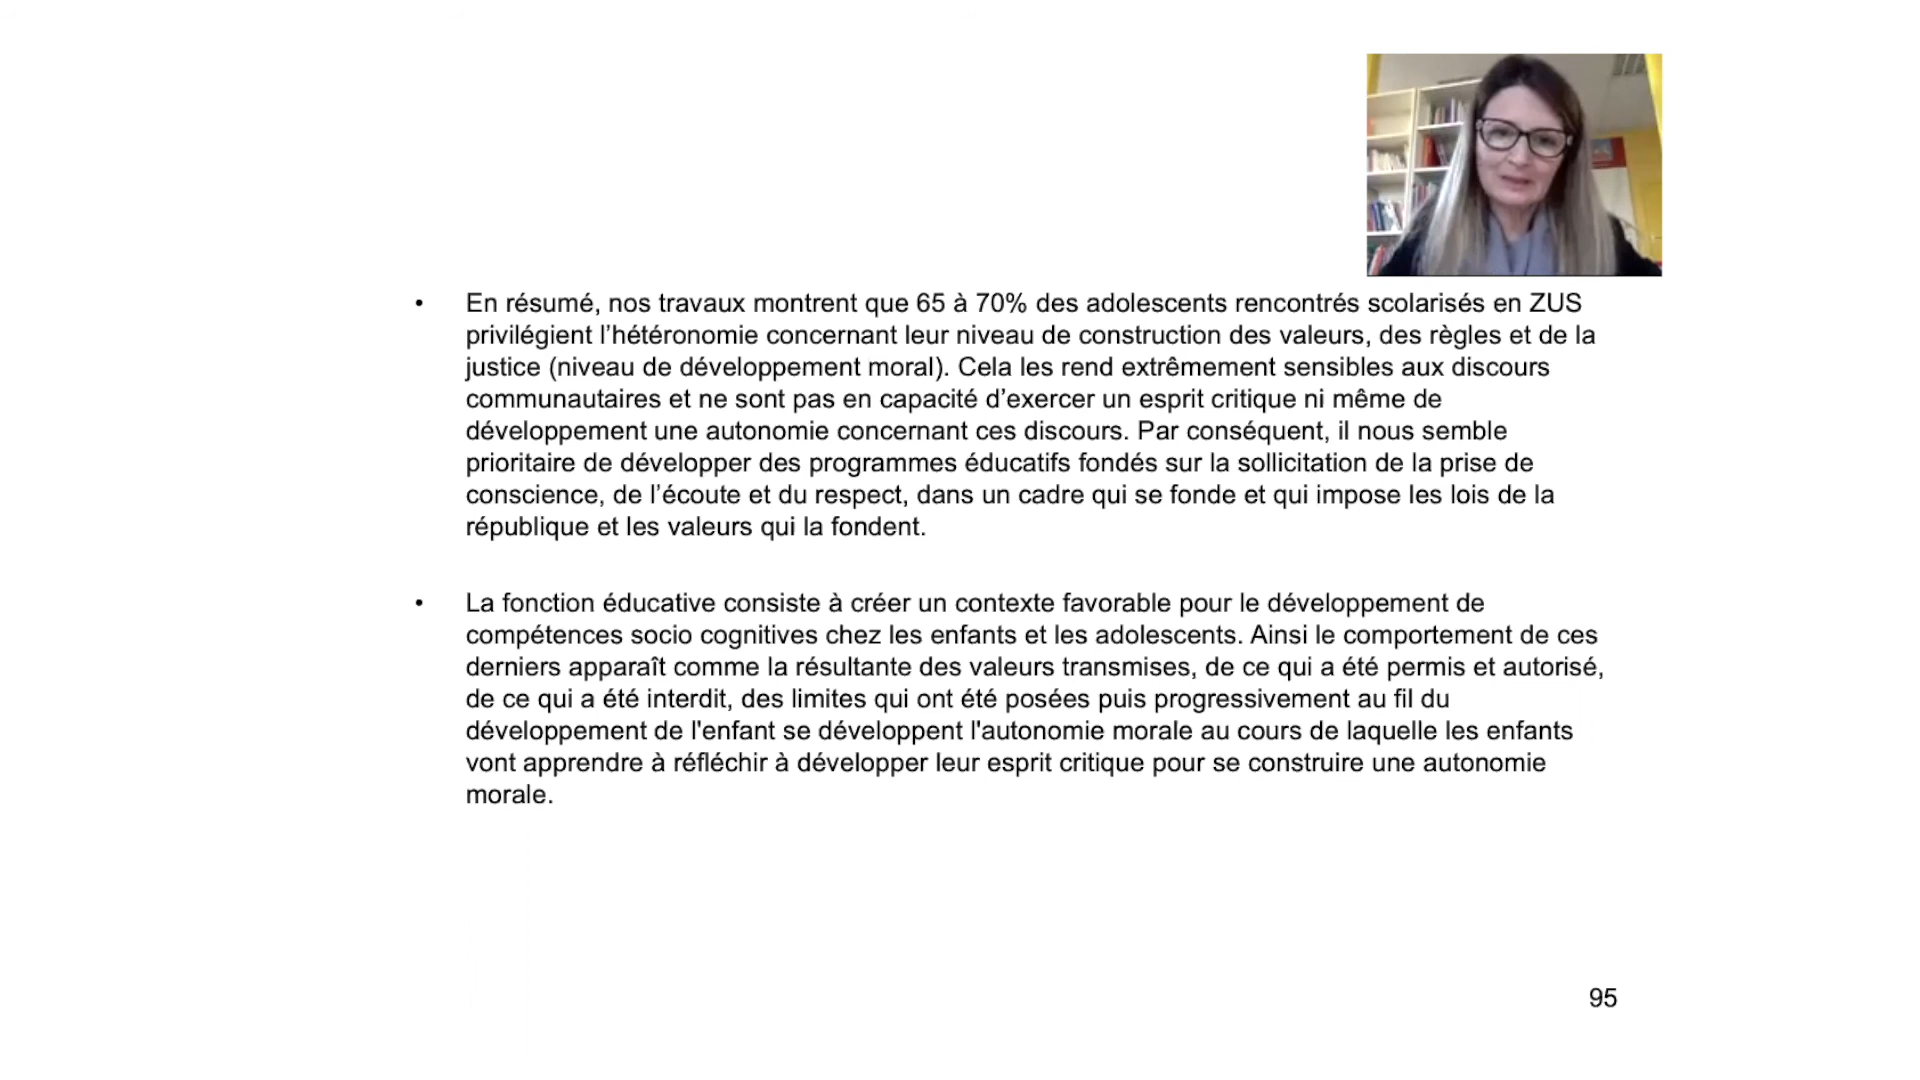 • En résumé, nos travaux montrent que 65 à 70% des adolescents rencontrés scolarisés en ZUS
privilégient l’hétéronomie concernant leur niveau de construction des valeurs, des règles et de la
justice (niveau de développement moral). Cela les rend extrêmement sensibles aux discours
communautaires et ne sont pas en capacité d’exercer un esprit critique ni même de
développement une autonomie concernant ces discours. Par conséquent, il nous semble
prioritaire de développer des programmes éducatifs fondés sur la sollicitation de la prise de
conscience, de l’écoute et du respect, dans un cadre qui se fonde et qui impose les lois de la
république et les valeurs qui la fondent.
• La fonction éducative consiste à créer un contexte favorable pour le développement de
compétences socio cognitives chez les enfants et les adolescents. Ainsi le comportement de ces
derniers apparaît comme la résultante des valeurs transmises, de ce qui a été permis et autorisé,
de ce qui a été interdit, des limites qui ont été posées puis progressivement au fil du
développement de l'enfant se développent l'autonomie morale au cours de laquelle les enfants
vont apprendre à réfléchir à développer leur esprit critique pour se construire une autonomie
morale.
95